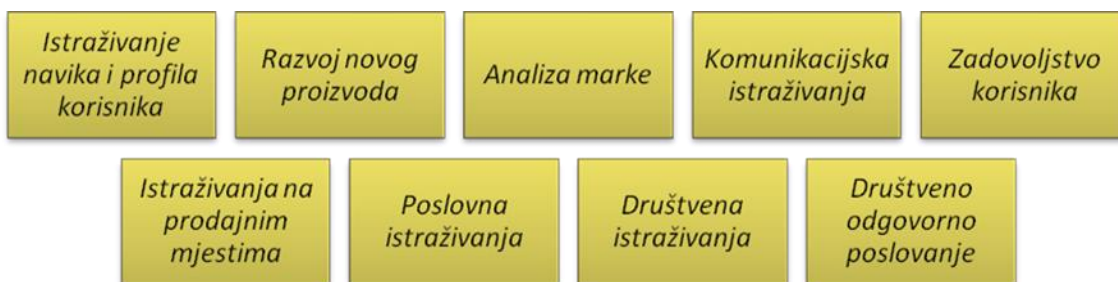 Istraživanje
navika i profila
korisnika
Razvoj novog
proizvoda
Analiza marke
Komunikacijska
istraživanja
Zadovoljstvo
korisnika
Istraživanja na
prodajnim
mjestima
Poslovna
istraživanja
Društvena
istraživanja
Društveno
odgovorno
poslovanje